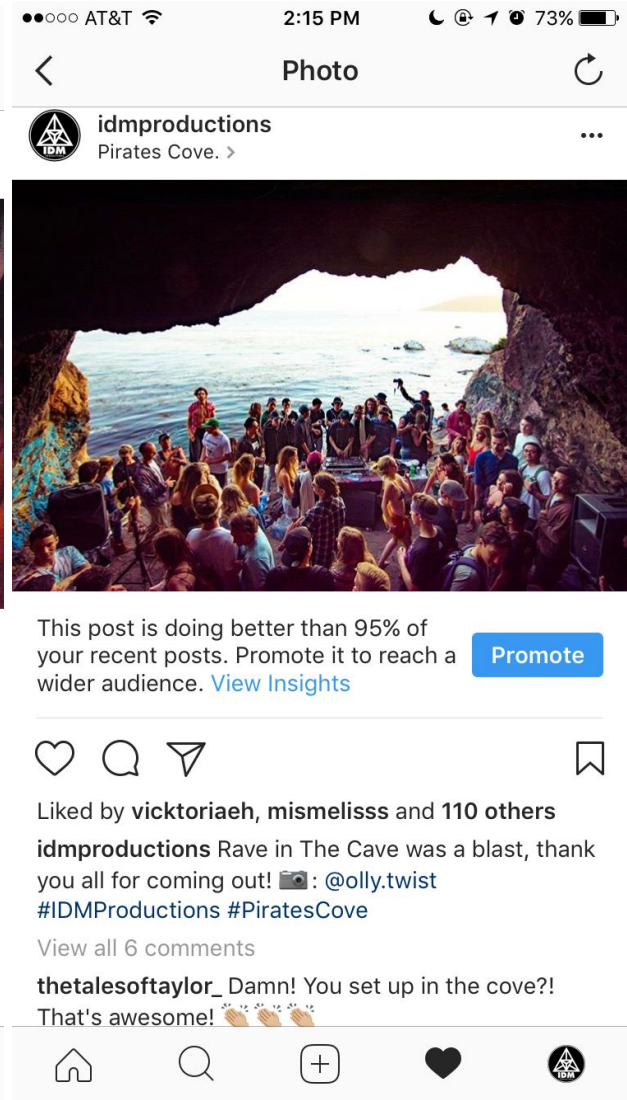 AT&T 2:15 PM 73%
Photo
IDM
idmproductions
Pirates Cove. >
This post is doing better than 95% of
your recent posts. Promote it to reach a
wider audience. View Insights
Promote
Liked by vicktoriaeh, mismelisss and 110 others
idmproductions Rave in The Cave was a blast, thank
you all for coming out! 📷: @olly.twist
#IDMProductions #PiratesCove
View all 6 comments
thetalesoftaylor_ Damn! You set up in the cove?!
That's awesome! 👏🏼👏🏼👏🏼
IDM